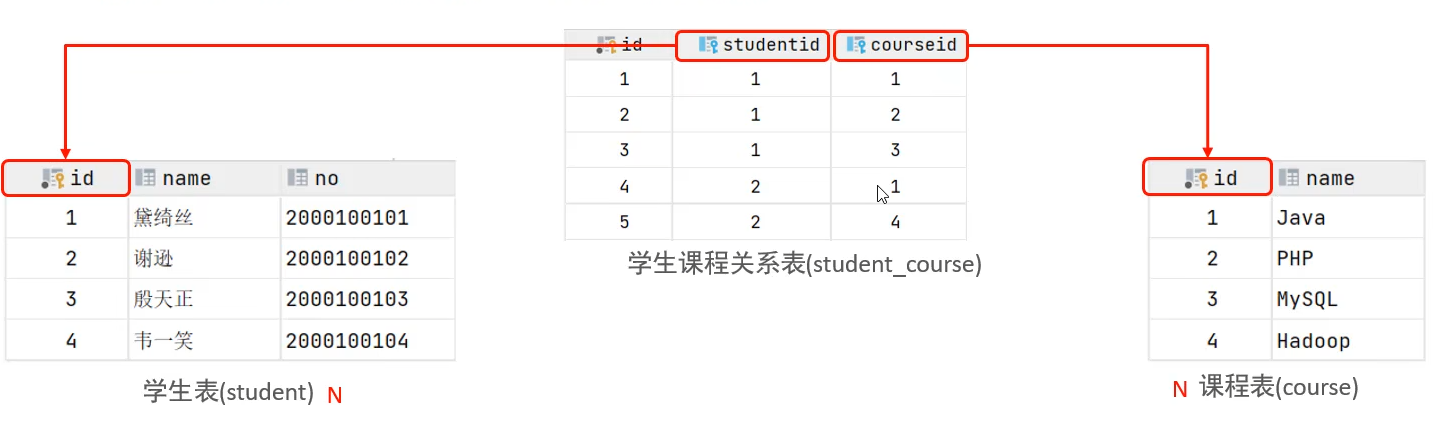 id studentid courseid
1 1 1
2 1 2
3 1 3
4 2 1
5 2 4
学生课程关系表(student_course)
id name no
1 黛绮丝 2000100101
2 谢逊 2000100102
3 殷天正 2000100103
4 韦一笑 2000100104
学生表(student) N
id name
1 Java
2 PHP
3 MySQL
4 Hadoop
N 课程表(course)